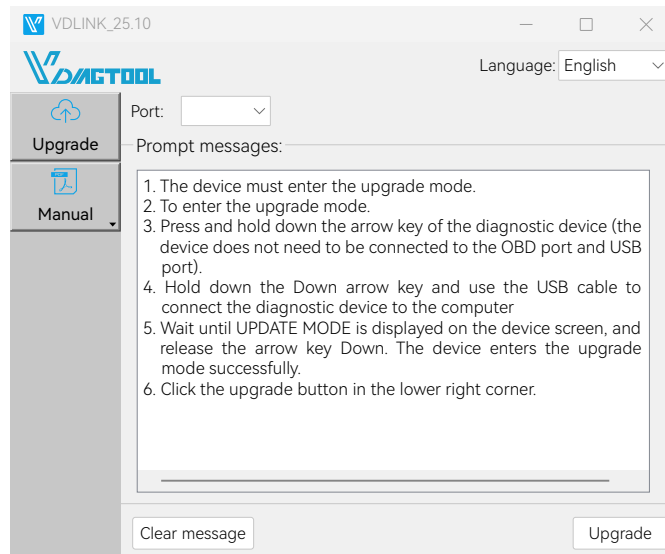 VDLINK_25.10
VDIAGTOOL
Language: English
Port:
Upgrade
Prompt messages:
Manual
1. The device must enter the upgrade mode.
2. To enter the upgrade mode.
3. Press and hold down the arrow key of the diagnostic device (the
device does not need to be connected to the OBD port and USB
port).
4. Hold down the Down arrow key and use the USB cable to
connect the diagnostic device to the computer
5. Wait until UPDATE MODE is displayed on the device screen, and
release the arrow key Down. The device enters the upgrade
mode successfully.
6. Click the upgrade button in the lower right corner.
Clear message
Upgrade